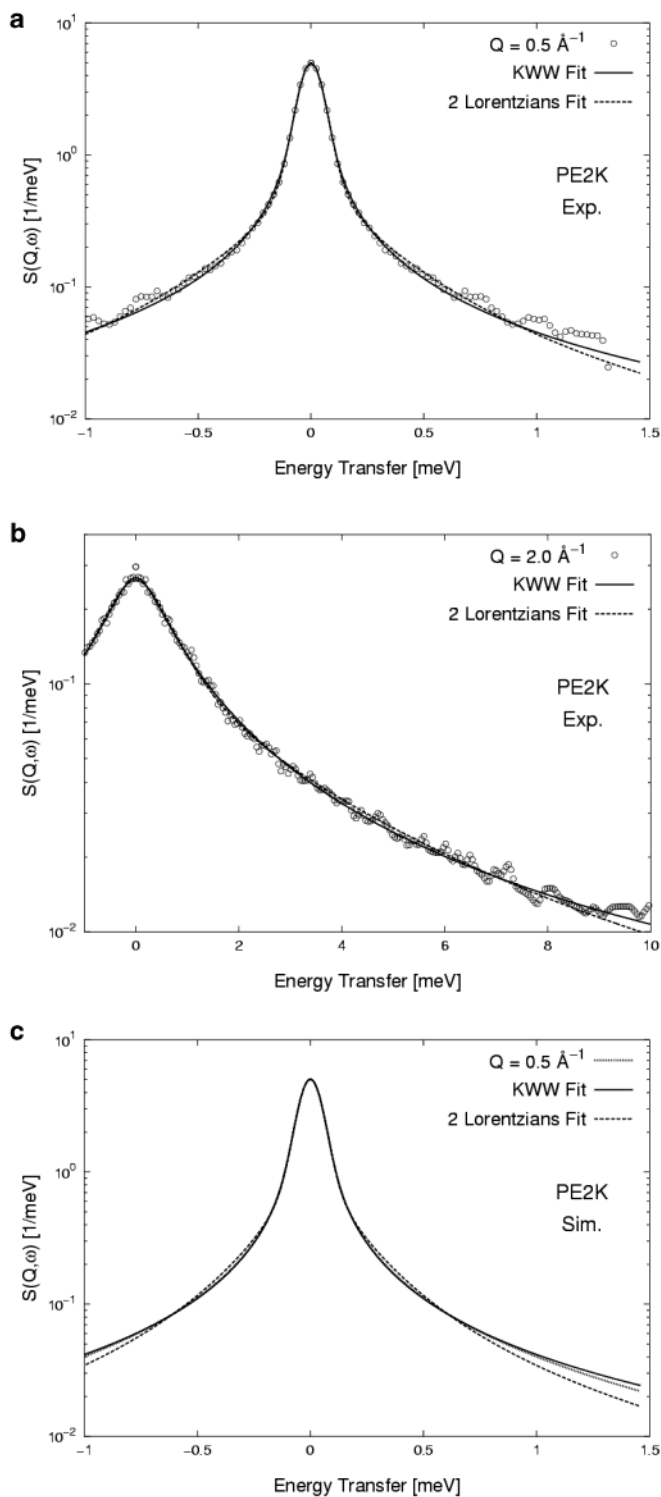 a
Q = 0.5 Å⁻¹
KWW Fit
2 Lorentzians Fit
PE2K
Exp.
S(Q,ω) [1/meV]
10¹
10⁰
10⁻¹
10⁻²
−1 −0.5 0 0.5 1 1.5
Energy Transfer [meV]
b
Q = 2.0 Å⁻¹
KWW Fit
2 Lorentzians Fit
PE2K
Exp.
S(Q,ω) [1/meV]
10⁻¹
10⁻²
0 2 4 6 8 10
Energy Transfer [meV]
c
Q = 0.5 Å⁻¹
KWW Fit
2 Lorentzians Fit
PE2K
Sim.
S(Q,ω) [1/meV]
10¹
10⁰
10⁻¹
10⁻²
−1 −0.5 0 0.5 1 1.5
Energy Transfer [meV]